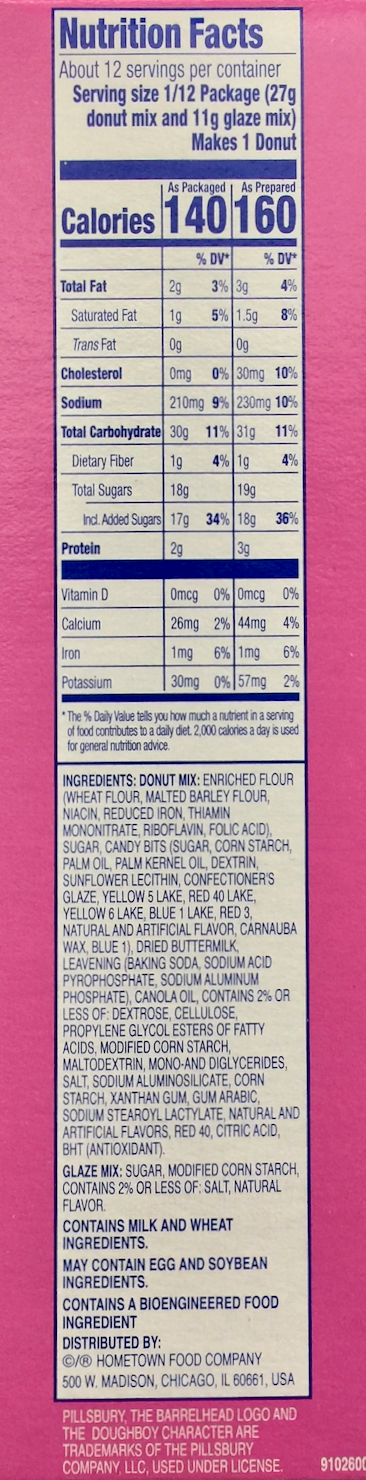 Nutrition Facts
About 12 servings per container
Serving size 1/12 Package (27g
donut mix and 11g glaze mix)
Makes 1 Donut
As Packaged As Prepared
Calories 140 160
% DV* % DV*
Total Fat 2g 3% 3g 4%
Saturated Fat 1g 5% 1.5g 8%
Trans Fat 0g 0g
Cholesterol 0mg 0% 30mg 10%
Sodium 210mg 9% 230mg 10%
Total Carbohydrate 30g 11% 31g 11%
Dietary Fiber 1g 4% 1g 4%
Total Sugars 18g 19g
Incl. Added Sugars 17g 34% 18g 36%
Protein 2g 3g
Vitamin D 0mcg 0% 0mcg 0%
Calcium 26mg 2% 44mg 4%
Iron 1mg 6% 1mg 6%
Potassium 30mg 0% 57mg 2%
* The % Daily Value tells you how much a nutrient in a serving
of food contributes to a daily diet. 2,000 calories a day is used
for general nutrition advice.
INGREDIENTS: DONUT MIX: ENRICHED FLOUR
(WHEAT FLOUR, MALTED BARLEY FLOUR,
NIACIN, REDUCED IRON, THIAMIN
MONONITRATE, RIBOFLAVIN, FOLIC ACID),
SUGAR, CANDY BITS (SUGAR, CORN STARCH,
PALM OIL, PALM KERNEL OIL, DEXTRIN,
SUNFLOWER LECITHIN, CONFECTIONER'S
GLAZE, YELLOW 5 LAKE, RED 40 LAKE,
YELLOW 6 LAKE, BLUE 1 LAKE, RED 3,
NATURAL AND ARTIFICIAL FLAVOR, CARNAUBA
WAX, BLUE 1), DRIED BUTTERMILK,
LEAVENING (BAKING SODA, SODIUM ACID
PYROPHOSPHATE, SODIUM ALUMINUM
PHOSPHATE), CANOLA OIL, CONTAINS 2% OR
LESS OF: DEXTROSE, CELLULOSE,
PROPYLENE GLYCOL ESTERS OF FATTY
ACIDS, MODIFIED CORN STARCH,
MALTODEXTRIN, MONO-AND DIGLYCERIDES,
SALT, SODIUM ALUMINOSILICATE, CORN
STARCH, XANTHAN GUM, GUM ARABIC,
SODIUM STEAROYL LACTYLATE, NATURAL AND
ARTIFICIAL FLAVORS, RED 40, CITRIC ACID,
BHT (ANTIOXIDANT).
GLAZE MIX: SUGAR, MODIFIED CORN STARCH,
CONTAINS 2% OR LESS OF: SALT, NATURAL
FLAVOR.
CONTAINS MILK AND WHEAT
INGREDIENTS.
MAY CONTAIN EGG AND SOYBEAN
INGREDIENTS.
CONTAINS A BIOENGINEERED FOOD
INGREDIENT
DISTRIBUTED BY:
©/® HOMETOWN FOOD COMPANY
500 W. MADISON, CHICAGO, IL 60661, USA
PILLSBURY, THE BARRELHEAD LOGO AND
THE DOUGHBOY CHARACTER ARE
TRADEMARKS OF THE PILLSBURY
COMPANY, LLC, USED UNDER LICENSE.
9102600